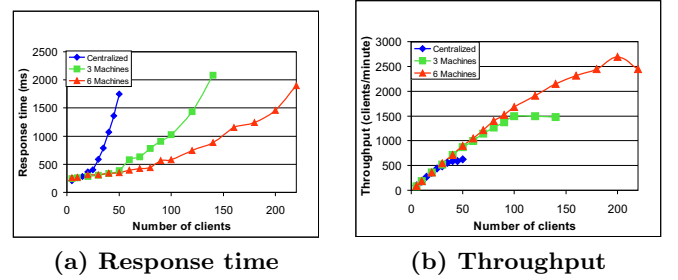 2500
2000
1500
1000
500
0
0
50
100
150
200
Response time (ms)
Number of clients
Centralized
3 Machines
6 Machines
(a) Response time
3000
2500
2000
1500
1000
500
0
0
50
100
150
200
Throughput (clients/minute)
Number of clients
Centralized
3 Machines
6 Machines
(b) Throughput